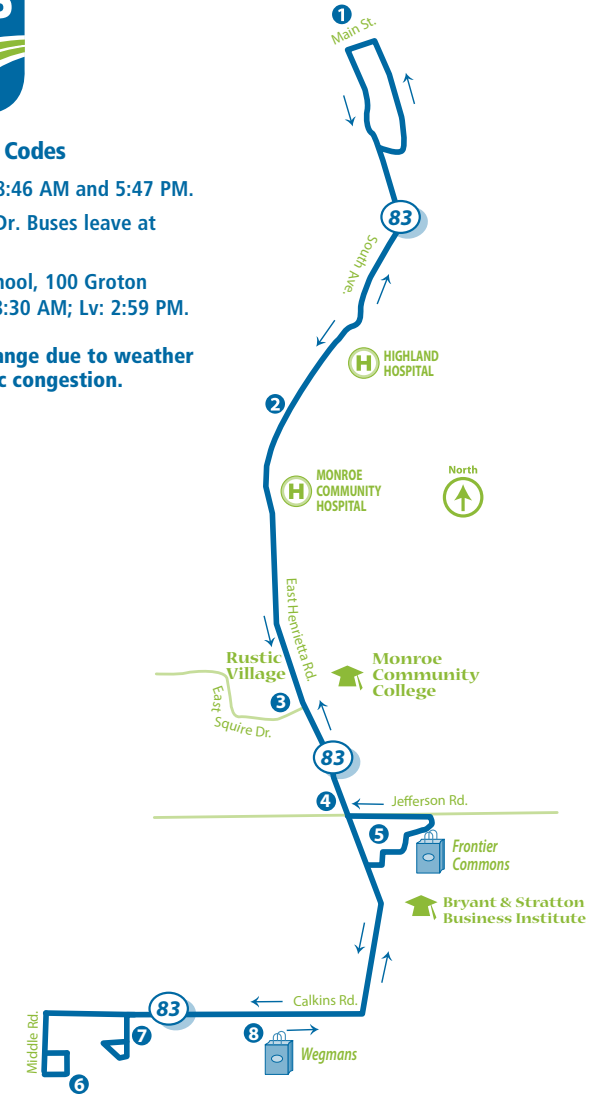 1
Main St.
Codes
8:46 AM and 5:47 PM.
Dr. Buses leave at
100 Groton
8:30 AM; Lv: 2:59 PM.
due to weather
congestion.
83
South Ave.
H HIGHLAND
HOSPITAL
2
H MONROE
COMMUNITY
HOSPITAL
North
East Henrietta Rd.
Rustic
Village
Monroe
Community
College
3
East
Squire Dr.
83
4
Jefferson Rd.
5
Frontier
Commons
Bryant & Stratton
Business Institute
Calkins Rd.
83
Middle Rd.
7
8
Wegmans
6